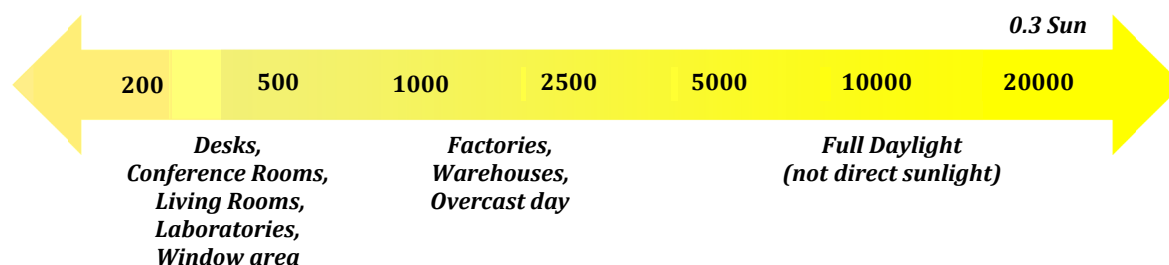 0.3 Sun
200 500 1000 2500 5000 10000 20000
Desks,
Conference Rooms,
Living Rooms,
Laboratories,
Window area
Factories,
Warehouses,
Overcast day
Full Daylight
(not direct sunlight)